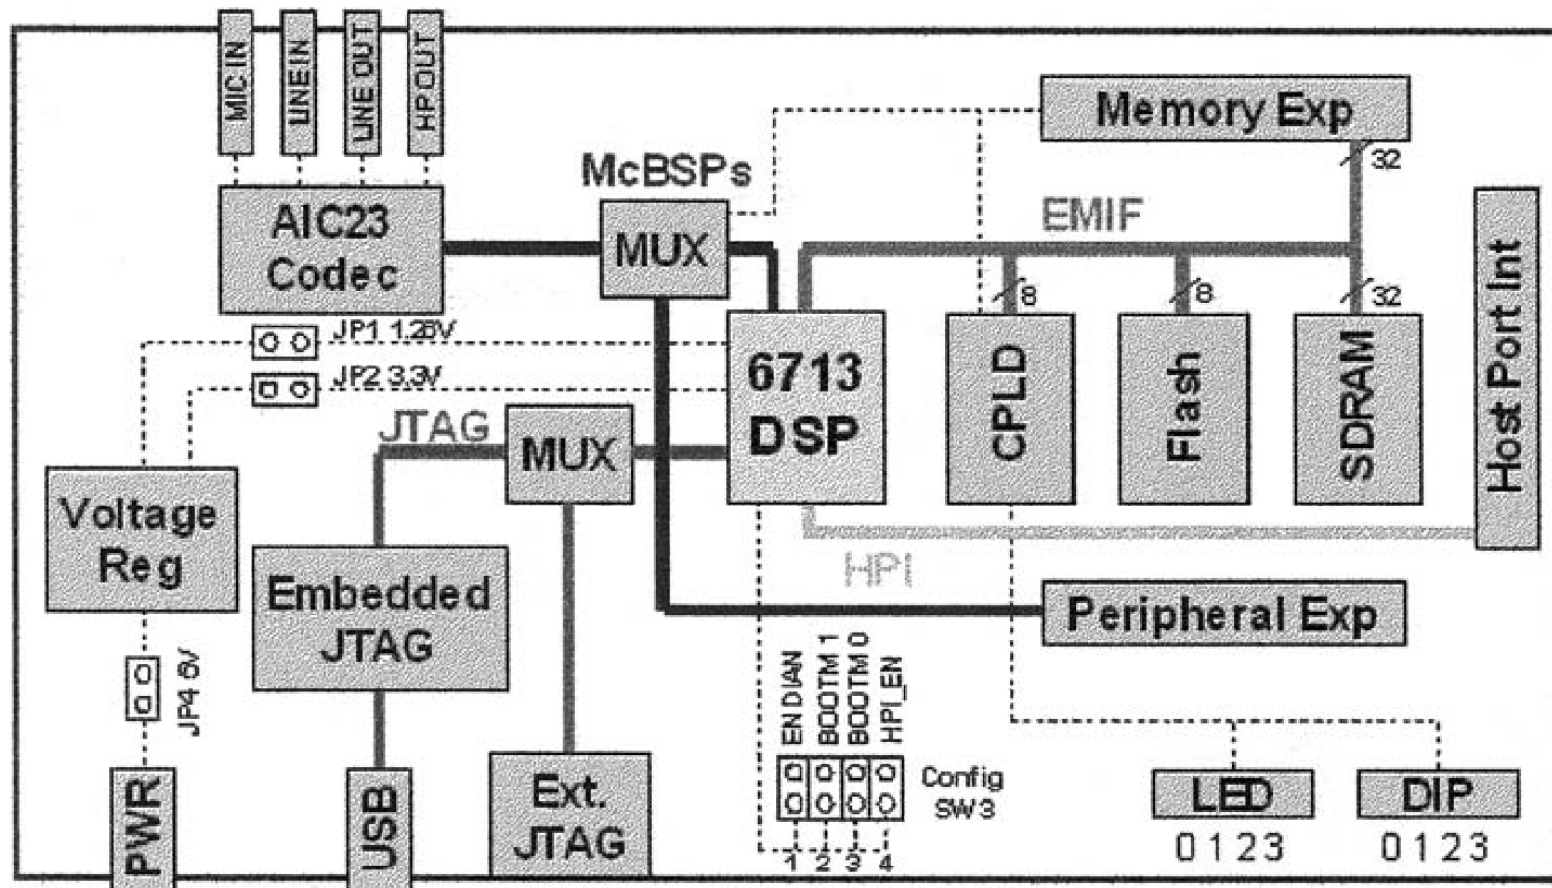 MIC IN
LINE IN
LINE OUT
HP OUT
Memory Exp
32
McBSPs
AIC23
Codec
MUX
EMIF
8
8
32
JP1 1.26V
JP2 3.3V
6713
DSP
CPLD
Flash
SDRAM
Host Port Int
JTAG
MUX
Voltage
Reg
HPI
Embedded
JTAG
Peripheral Exp
JP4 5V
ENDIAN
BOOTM 1
BOOTM 0
HPI_EN
Config
SW3
PWR
USB
Ext.
JTAG
1 2 3 4
LED
DIP
0 1 2 3
0 1 2 3